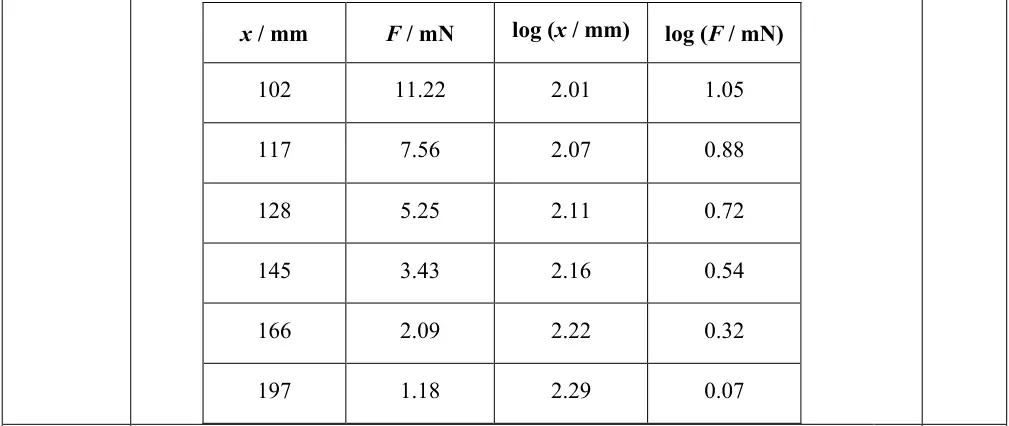 x / mm F / mN log (x / mm) log (F / mN)
102 11.22 2.01 1.05
117 7.56 2.07 0.88
128 5.25 2.11 0.72
145 3.43 2.16 0.54
166 2.09 2.22 0.32
197 1.18 2.29 0.07